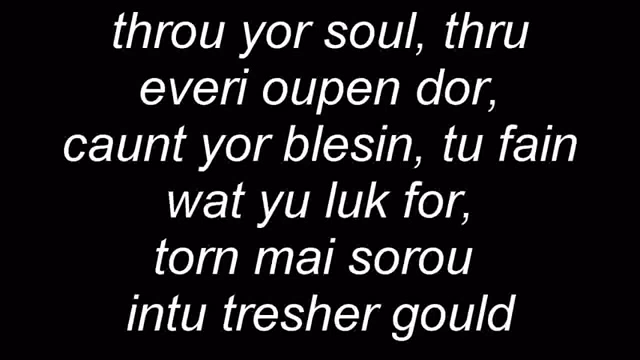 throu yor soul, thru
everi oupen dor,
caunt yor blesin, tu fain
wat yu luk for,
torn mai sorou
intu tresher gould